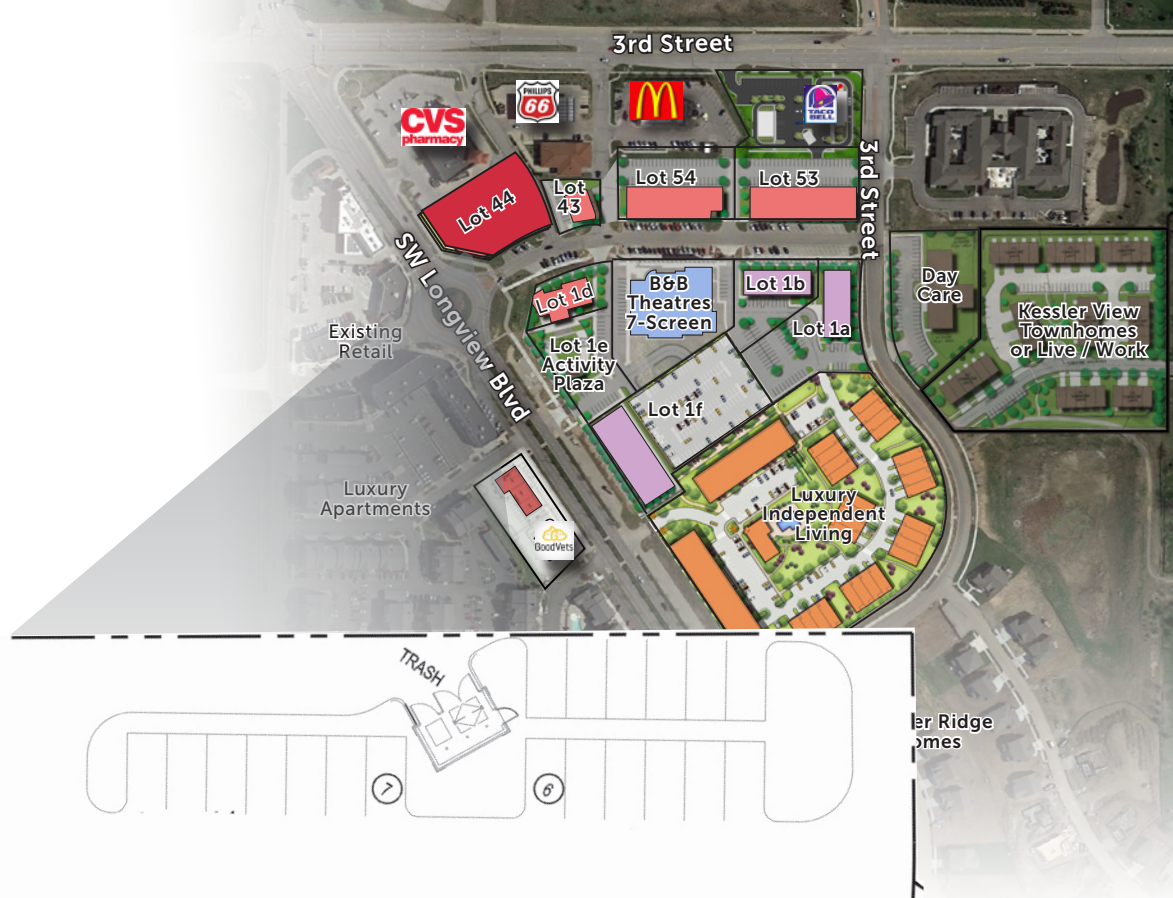 3rd Street
PHILLIPS
66
CVS
pharmacy
TACO
BELL
3rd Street
Lot 54
Lot 53
Lot
43
Lot 44
SW Longview Blvd
Day
Care
B&B
Theatres
7-Screen
Lot 1b
Lot 1d
Lot 1a
Kessler View
Townhomes
or Live / Work
Existing
Retail
Lot 1e
Activity
Plaza
Lot 1f
Luxury
Apartments
Luxury
Independent
Living
GoodVets
TRASH
er Ridge
omes
7
6